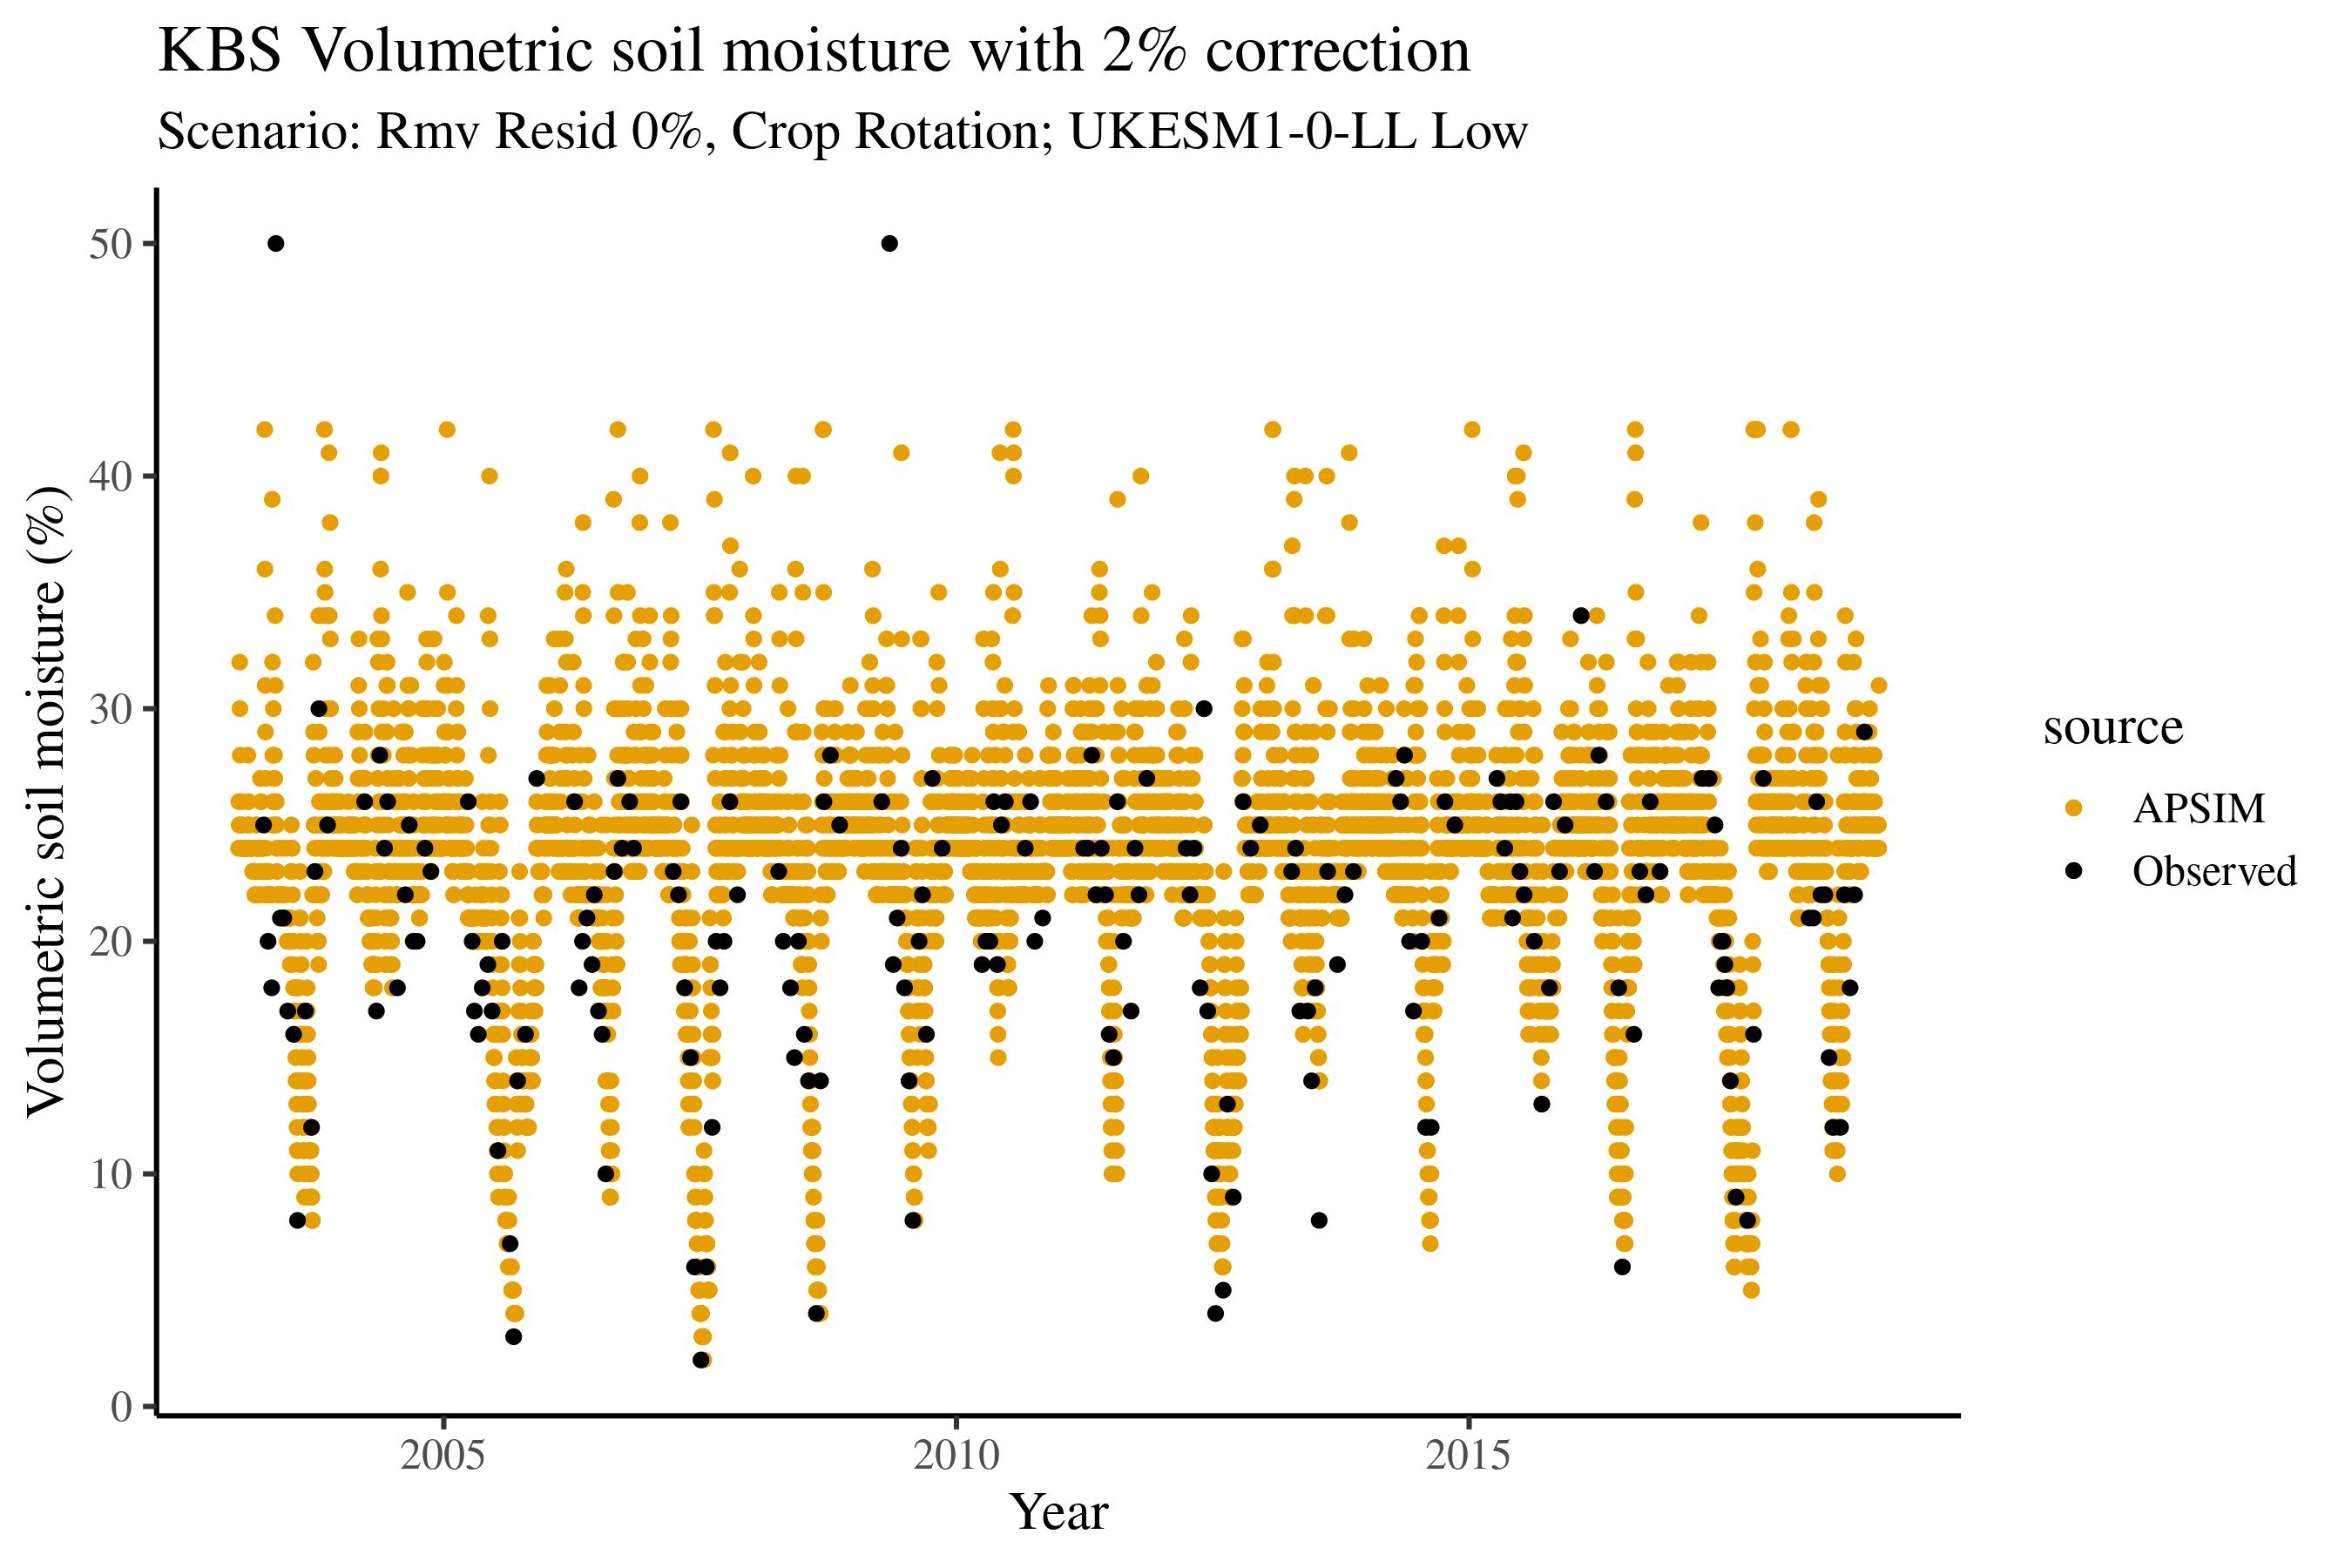 KBS Volumetric soil moisture with 2% correction
Scenario: Rmv Resid 0%, Crop Rotation; UKESM1-0-LL Low
Volumetric soil moisture (%)
50
40
30
20
10
0
2005
2010
2015
Year
source
APSIM
Observed